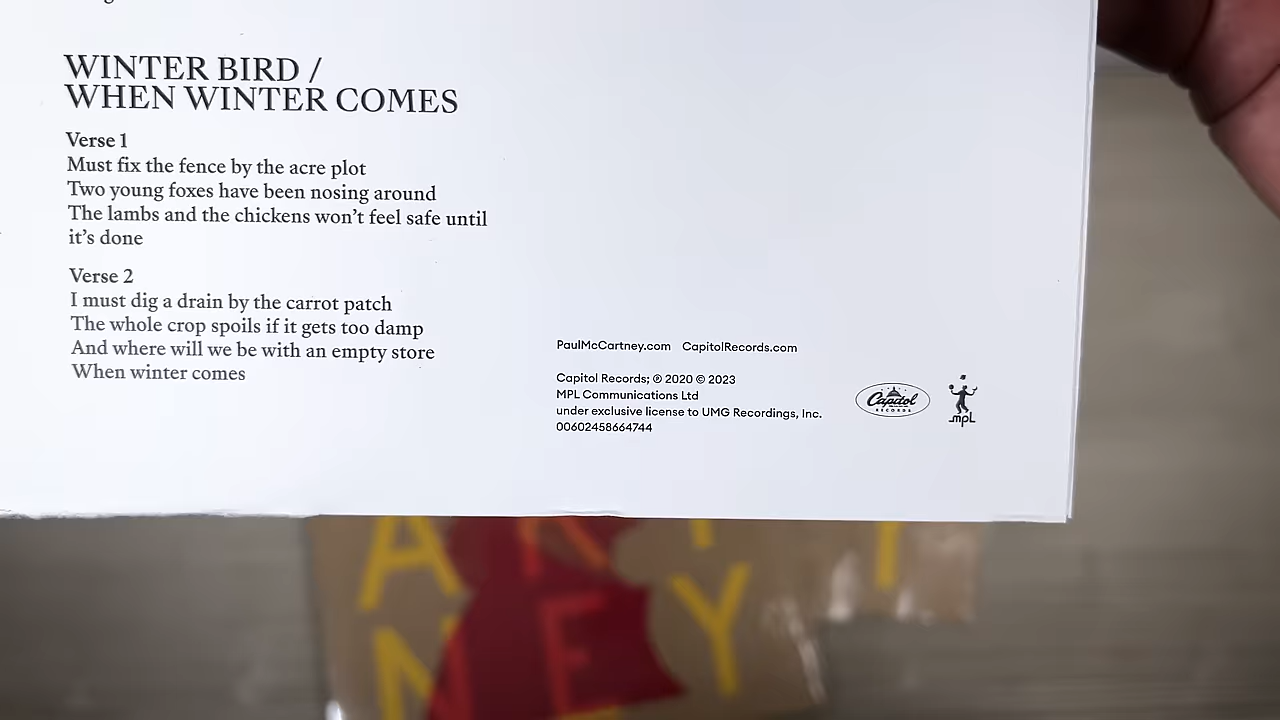 WINTER BIRD /
WHEN WINTER COMES
Verse 1
Must fix the fence by the acre plot
Two young foxes have been nosing around
The lambs and the chickens won't feel safe until
it's done
Verse 2
I must dig a drain by the carrot patch
The whole crop spoils if it gets too damp
And where will we be with an empty store
When winter comes
PaulMcCartney.com CapitolRecords.com
Capitol Records; ℗ 2020 © 2023
MPL Communications Ltd
under exclusive license to UMG Recordings, Inc.
00602458664744
Capitol
RECORDS
mpL
A R T
N E Y